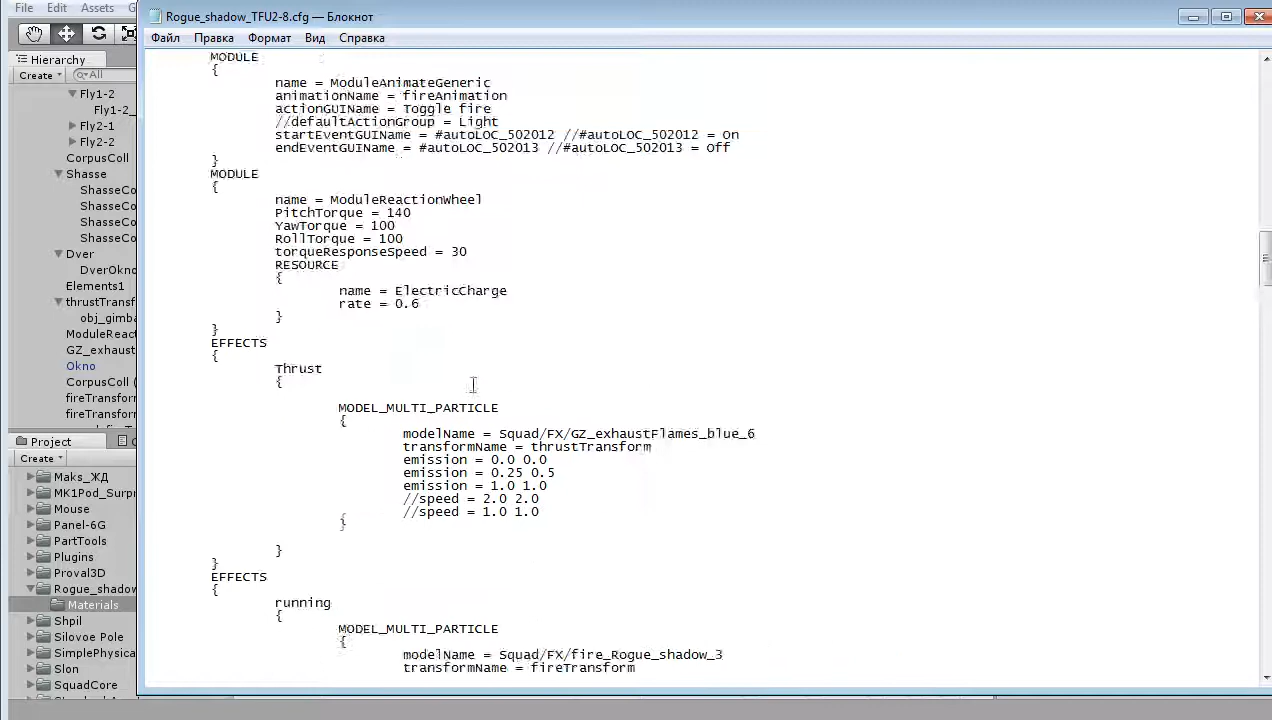 File Edit Assets G
Rogue_shadow_TFU2-8.cfg — Блокнот
Файл Правка Формат Вид Справка
Hierarchy
Create All
Fly1-2
Fly1-2_
Fly2-1
Fly2-2
CorpusColl
Shasse
ShasseCo
ShasseCo
ShasseCo
ShasseCo
Dver
DverOkno
Elements1
thrustTransf
obj_gimba
ModuleReac
GZ_exhaust
Okno
CorpusColl (
fireTransform
fireTransform
Project C
Create
Maks_ЖД
MK1Pod_Surpr
Mouse
Panel-6G
PartTools
Plugins
Proval3D
Rogue_shadow
Materials
Shpil
Silovoe Pole
SimplePhysica
Slon
SquadCore
MODULE
{
name = ModuleAnimateGeneric
animationName = fireAnimation
actionGUIName = Toggle fire
//defaultActionGroup = Light
startEventGUIName = #autoLOC_502012 //#autoLOC_502012 = On
endEventGUIName = #autoLOC_502013 //#autoLOC_502013 = Off
}
MODULE
{
name = ModuleReactionWheel
PitchTorque = 140
YawTorque = 100
RollTorque = 100
torqueResponseSpeed = 30
RESOURCE
{
name = ElectricCharge
rate = 0.6
}
}
EFFECTS
{
Thrust
{
MODEL_MULTI_PARTICLE
{
modelName = Squad/FX/GZ_exhaustFlames_blue_6
transformName = thrustTransform
emission = 0.0 0.0
emission = 0.25 0.5
emission = 1.0 1.0
//speed = 2.0 2.0
//speed = 1.0 1.0
}
}
}
EFFECTS
{
running
{
MODEL_MULTI_PARTICLE
{
modelName = Squad/FX/fire_Rogue_shadow_3
transformName = fireTransform